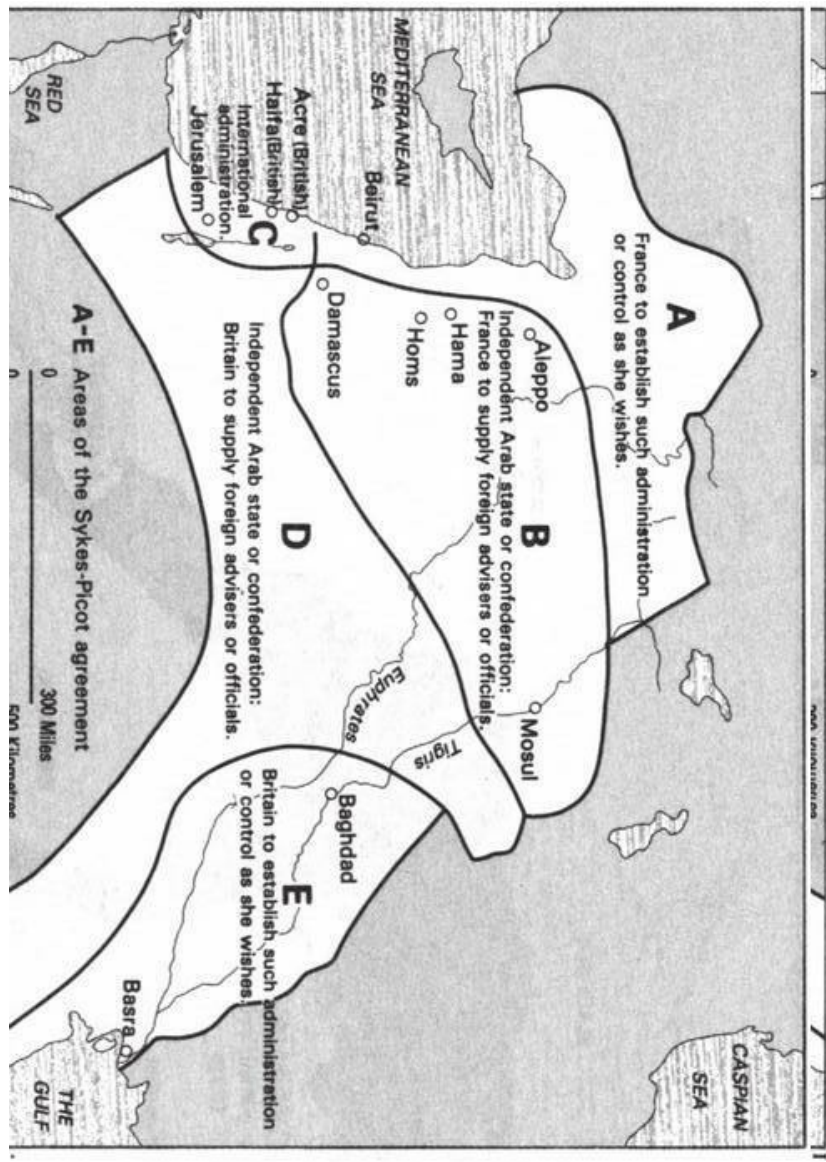 MEDITERRANEAN
SEA
RED
SEA
CASPIAN
SEA
THE
GULF
A
France to establish such administration
or control as she wishes.
B
Independent Arab state or confederation:
France to supply foreign advisers or officials.
Aleppo
Hama
Homs
Damascus
Beirut
Mosul
Acre (British)
Haifa(British)
International
administration.
Jerusalem
C
D
Independent Arab state or confederation:
Britain to supply foreign advisers or officials.
Euphrates
Tigris
Baghdad
E
Britain to establish such administration
or control as she wishes.
Basra
A-E Areas of the Sykes-Picot agreement
0
300 Miles
0
500 Kilometres